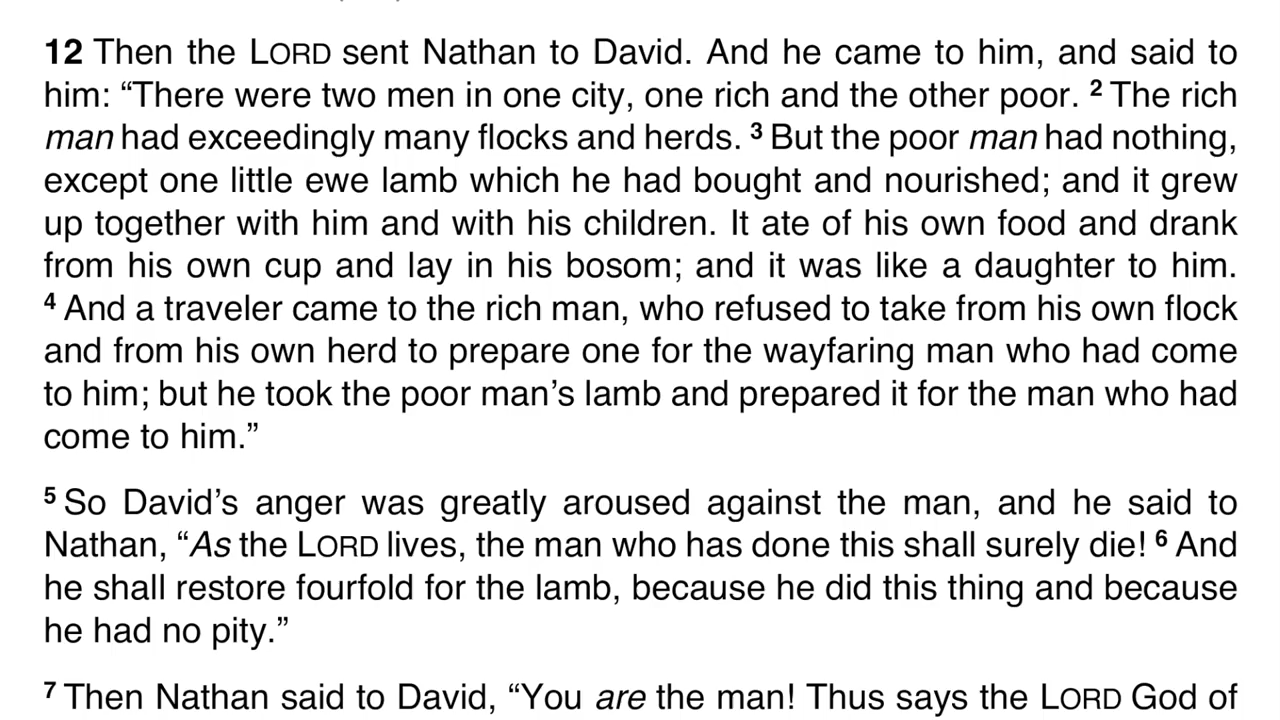 12 Then the LORD sent Nathan to David. And he came to him, and said to
him: “There were two men in one city, one rich and the other poor. 2 The rich
man had exceedingly many flocks and herds. 3 But the poor man had nothing,
except one little ewe lamb which he had bought and nourished; and it grew
up together with him and with his children. It ate of his own food and drank
from his own cup and lay in his bosom; and it was like a daughter to him.
4 And a traveler came to the rich man, who refused to take from his own flock
and from his own herd to prepare one for the wayfaring man who had come
to him; but he took the poor man’s lamb and prepared it for the man who had
come to him.”
5 So David’s anger was greatly aroused against the man, and he said to
Nathan, “As the LORD lives, the man who has done this shall surely die! 6 And
he shall restore fourfold for the lamb, because he did this thing and because
he had no pity.”
7 Then Nathan said to David, “You are the man! Thus says the LORD God of